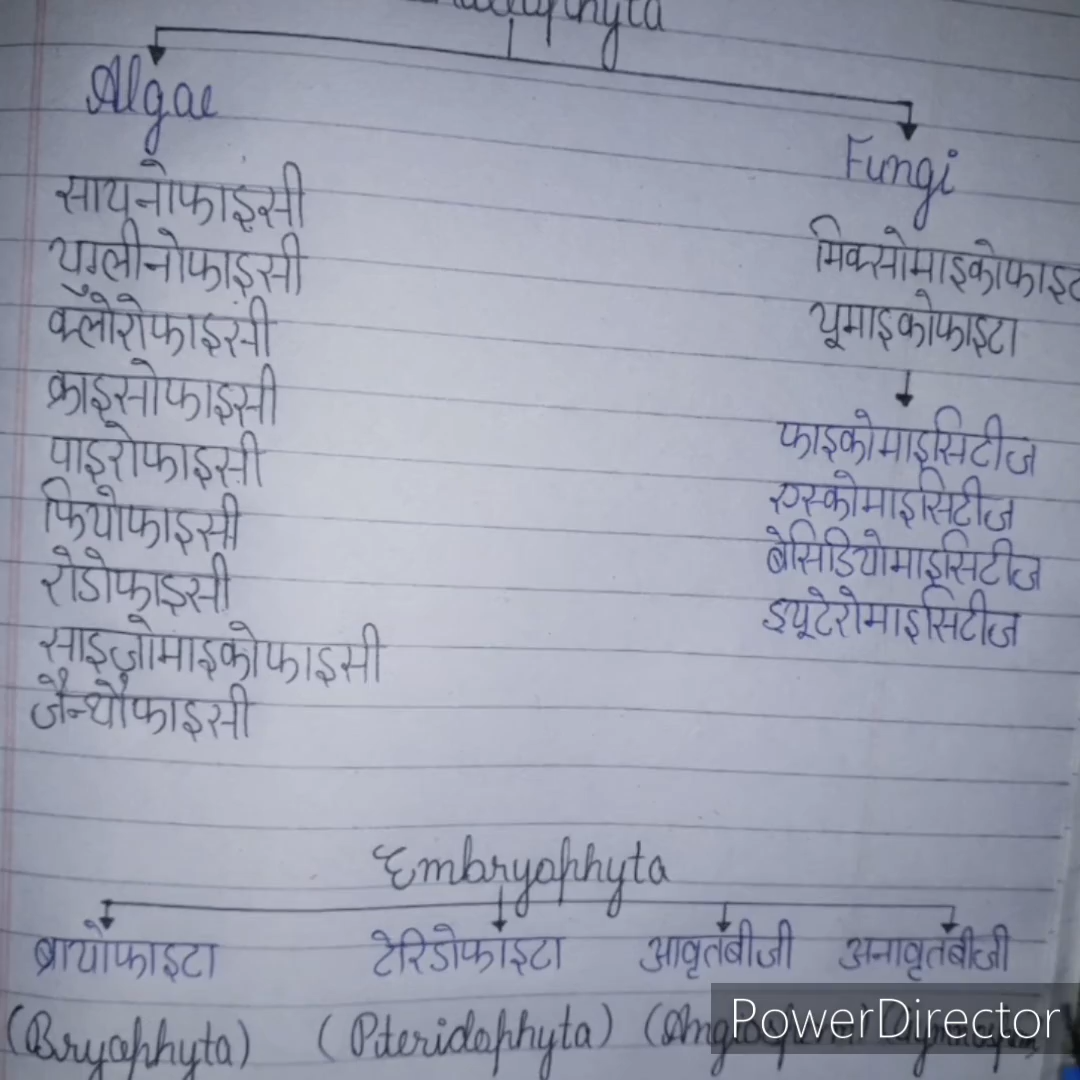 Algae
Fungi
सायनोफाइसी
युग्लीनोफाइसी
क्लोरोफाइसी
क्राइसोफाइसी
पाइरोफाइसी
फियोफाइसी
रोडोफाइसी
साइजोमाइकोफाइसी
जैन्थौफाइसी
मिक्सोमाइकोफाइट
यूमाइकोफाइटा
फाइकोमाइसिटीज
एस्कोमाइसिटीज
बेसिडियोमाइसिटीज
ड्यूटेरोमाइसिटीज
Embryophyta
ब्रायोफाइटा टेरिडोफाइटा आवृतबीजी अनावृतबीजी
(Bryophyta) (Pteridophyta)
PowerDirector